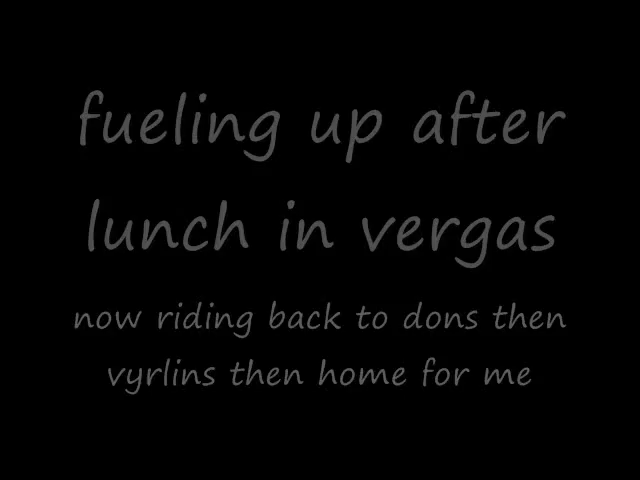 fueling up after
lunch in vergas
now riding back to dons then
vyrlins then home for me